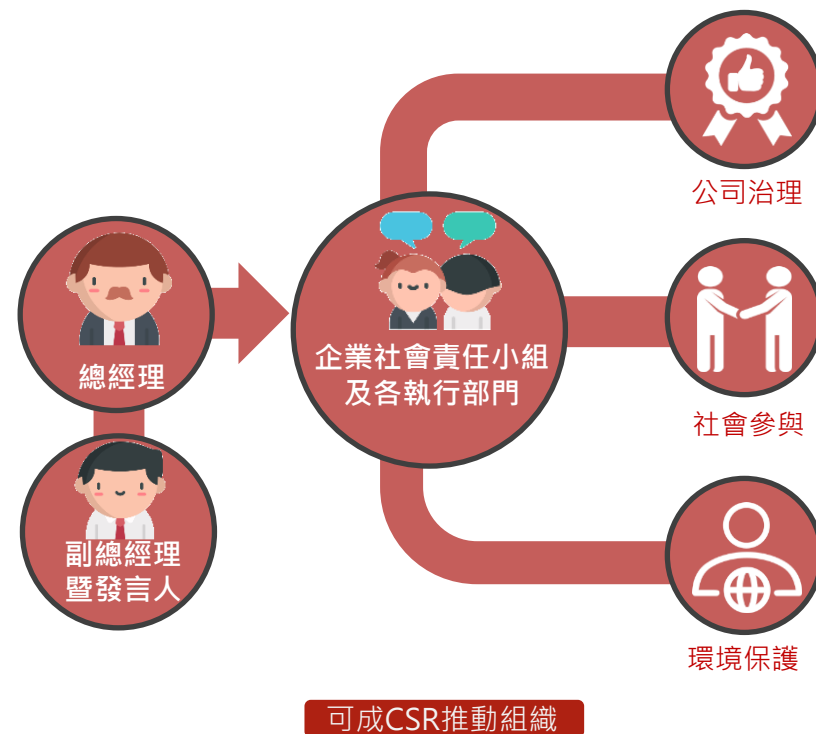 總經理
副總經理
暨發言人
企業社會責任小組
及各執行部門
公司治理
社會參與
環境保護
可成CSR推動組織